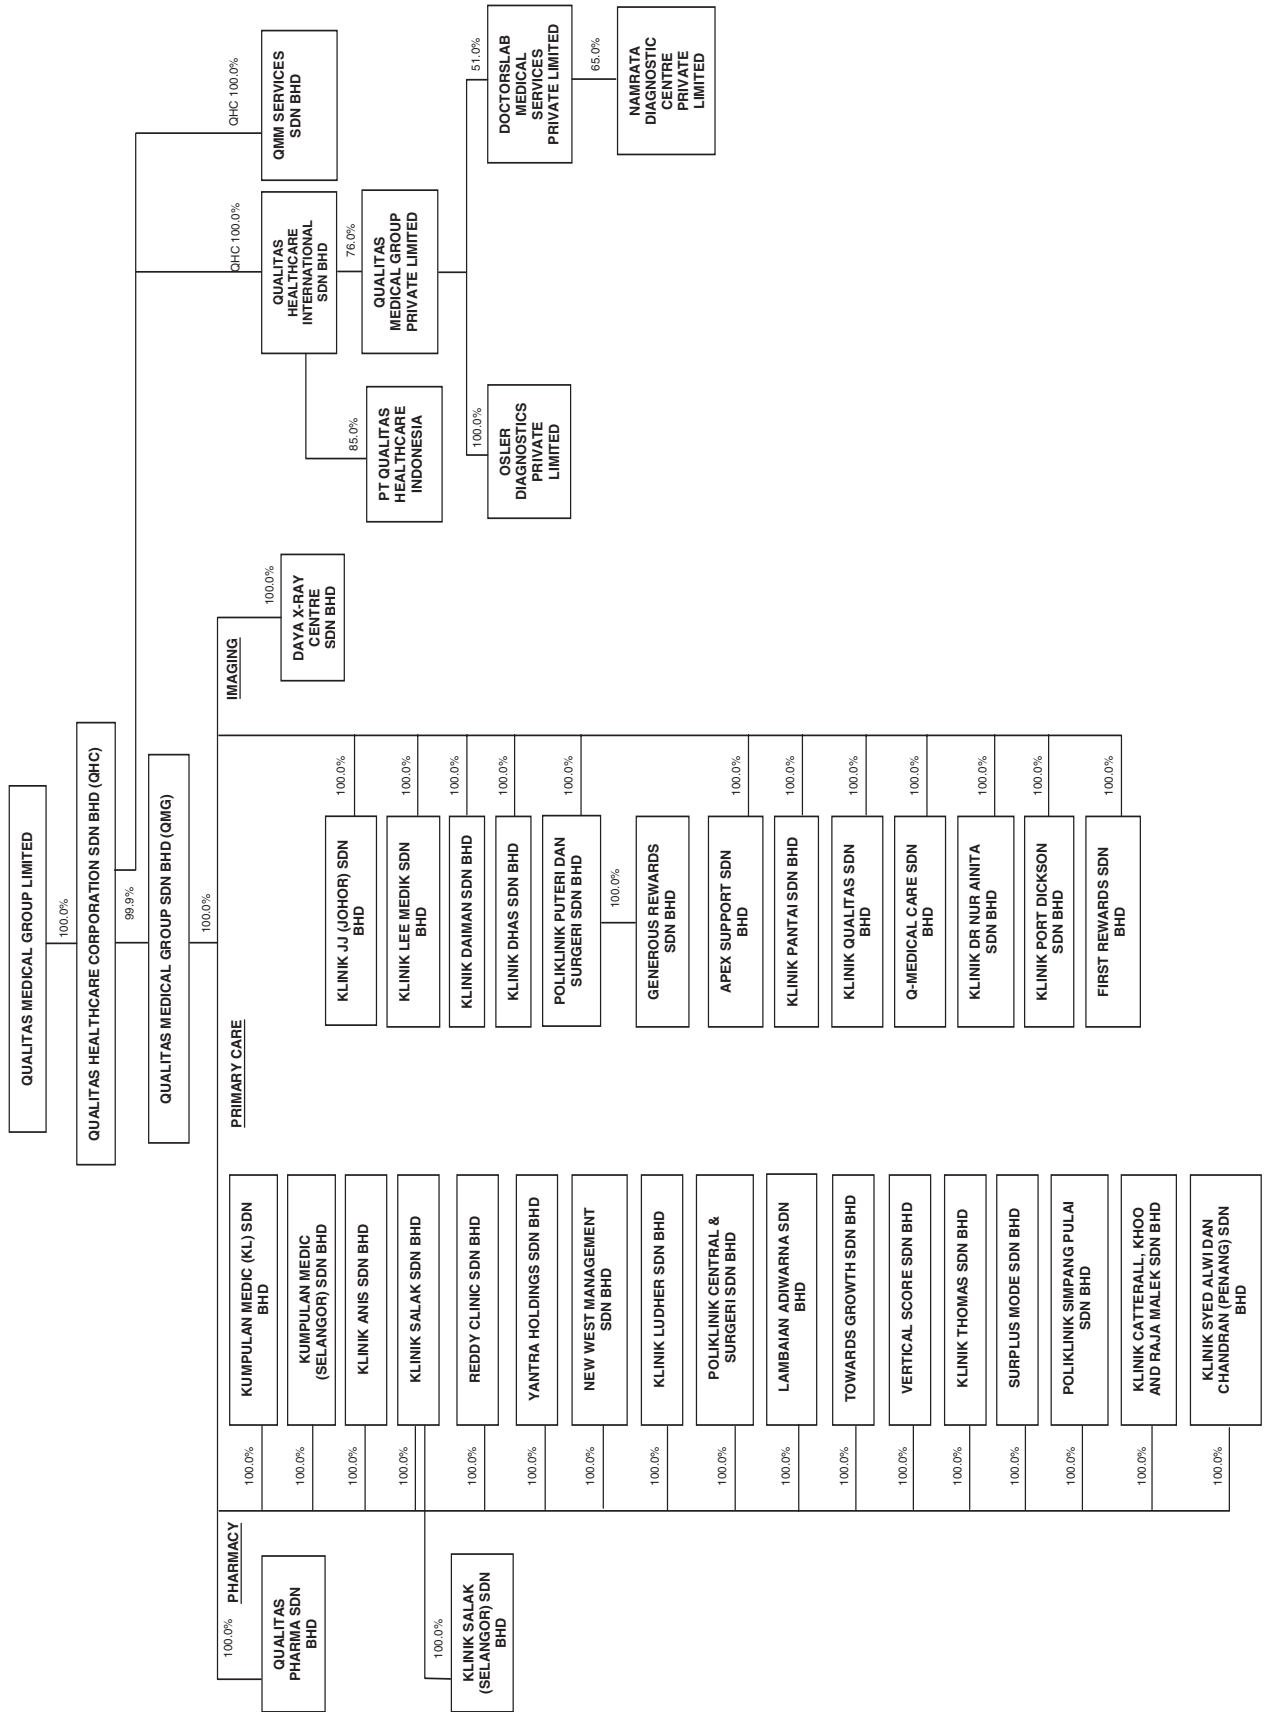 QUALITAS MEDICAL GROUP LIMITED
100.0%
QUALITAS HEALTHCARE CORPORATION SDN BHD (QHC)
99.9%
QUALITAS MEDICAL GROUP SDN BHD (QMG)
100.0%
QHC 100.0%
QUALITAS
HEALTHCARE
INTERNATIONAL
SDN BHD
QHC 100.0%
QMM SERVICES
SDN BHD
85.0%
PT QUALITAS
HEALTHCARE
INDONESIA
76.0%
QUALITAS
MEDICAL GROUP
PRIVATE LIMITED
100.0%
OSLER
DIAGNOSTICS
PRIVATE
LIMITED
51.0%
DOCTORSLAB
MEDICAL
SERVICES
PRIVATE LIMITED
65.0%
NAMRATA
DIAGNOSTIC
CENTRE
PRIVATE
LIMITED
PHARMACY
100.0%
QUALITAS
PHARMA SDN
BHD
PRIMARY CARE
100.0%
KUMPULAN MEDIC (KL) SDN
BHD
100.0%
KUMPULAN MEDIC
(SELANGOR) SDN BHD
100.0%
KLINIK ANIS SDN BHD
100.0%
KLINIK SALAK SDN BHD
100.0%
KLINIK SALAK
(SELANGOR) SDN
BHD
100.0%
REDDY CLINIC SDN BHD
100.0%
YANTRA HOLDINGS SDN BHD
100.0%
NEW WEST MANAGEMENT
SDN BHD
100.0%
KLINIK LUDHER SDN BHD
100.0%
POLIKLINIK CENTRAL &
SURGERI SDN BHD
100.0%
LAMBAIAN ADIWARNA SDN
BHD
100.0%
TOWARDS GROWTH SDN BHD
100.0%
VERTICAL SCORE SDN BHD
100.0%
KLINIK THOMAS SDN BHD
100.0%
SURPLUS MODE SDN BHD
100.0%
POLIKLINIK SIMPANG PULAI
SDN BHD
100.0%
KLINIK CATTERALL, KHOO
AND RAJA MALEK SDN BHD
100.0%
KLINIK SYED ALWI DAN
CHANDRAN (PENANG) SDN
BHD
KLINIK JJ (JOHOR) SDN
BHD
100.0%
KLINIK LEE MEDIK SDN
BHD
100.0%
KLINIK DAIMAN SDN BHD
100.0%
KLINIK DHAS SDN BHD
100.0%
POLIKLINIK PUTERI DAN
SURGERI SDN BHD
100.0%
100.0%
GENEROUS REWARDS
SDN BHD
APEX SUPPORT SDN
BHD
100.0%
KLINIK PANTAI SDN BHD
100.0%
KLINIK QUALITAS SDN
BHD
100.0%
Q-MEDICAL CARE SDN
BHD
100.0%
KLINIK DR NUR AINITA
SDN BHD
100.0%
KLINIK PORT DICKSON
SDN BHD
100.0%
FIRST REWARDS SDN
BHD
100.0%
IMAGING
100.0%
DAYA X-RAY
CENTRE
SDN BHD